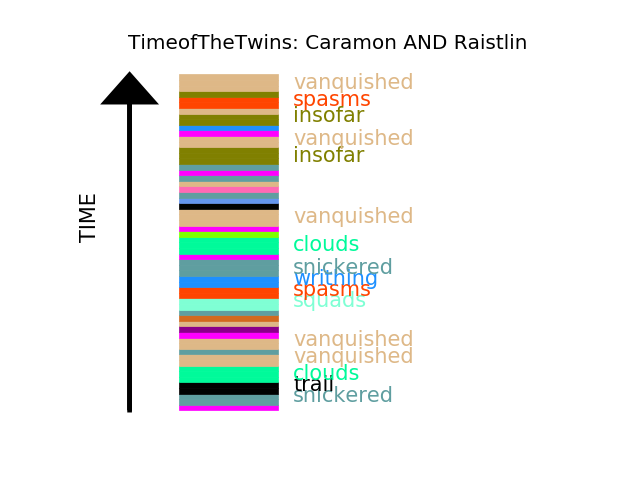 TimeofTheTwins: Caramon AND Raistlin
vanquished
spasms
insofar
vanquished
insofar
vanquished
clouds
snickered
writhing
spasms
squads
vanquished
vanquished
clouds
trail
snickered
TIME